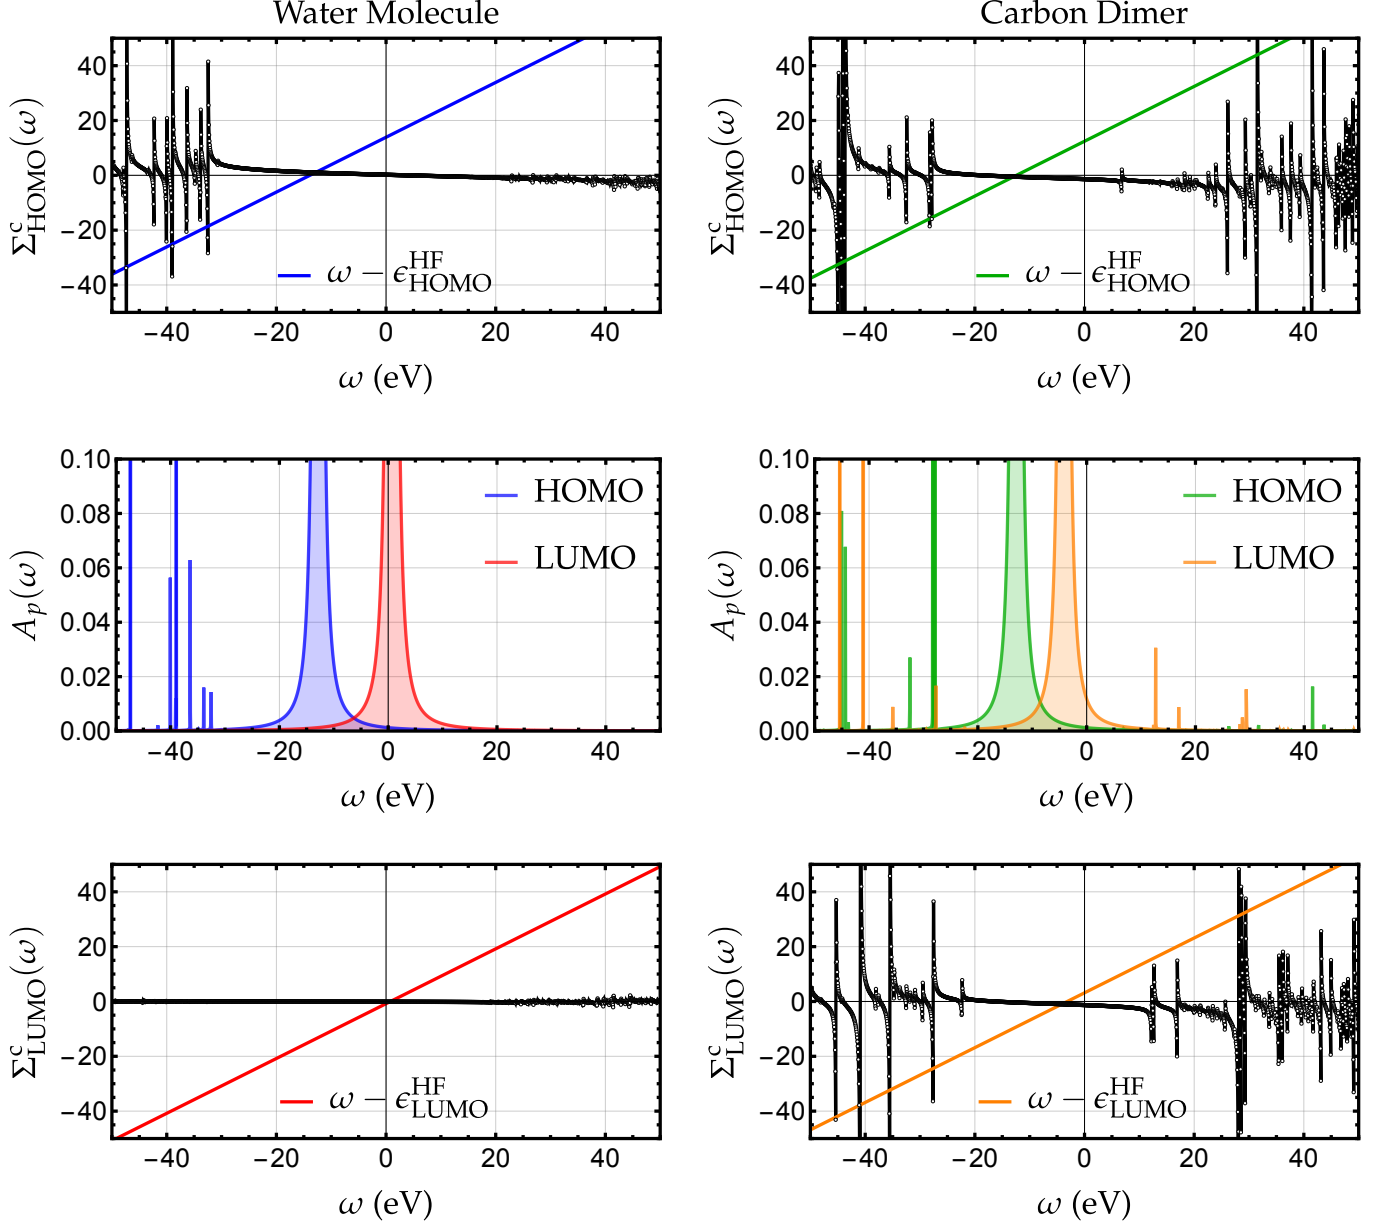 Water Molecule
Carbon Dimer
Σ^c_HOMO(ω)
40
20
0
−20
−40
ω − ϵ^HF_HOMO
−40 −20 0 20 40
ω (eV)
Σ^c_HOMO(ω)
40
20
0
−20
−40
ω − ϵ^HF_HOMO
−40 −20 0 20 40
ω (eV)
A_p(ω)
0.10
0.08
0.06
0.04
0.02
0.00
HOMO
LUMO
−40 −20 0 20 40
ω (eV)
A_p(ω)
0.10
0.08
0.06
0.04
0.02
0.00
HOMO
LUMO
−40 −20 0 20 40
ω (eV)
Σ^c_LUMO(ω)
40
20
0
−20
−40
ω − ϵ^HF_LUMO
−40 −20 0 20 40
ω (eV)
Σ^c_LUMO(ω)
40
20
0
−20
−40
ω − ϵ^HF_LUMO
−40 −20 0 20 40
ω (eV)